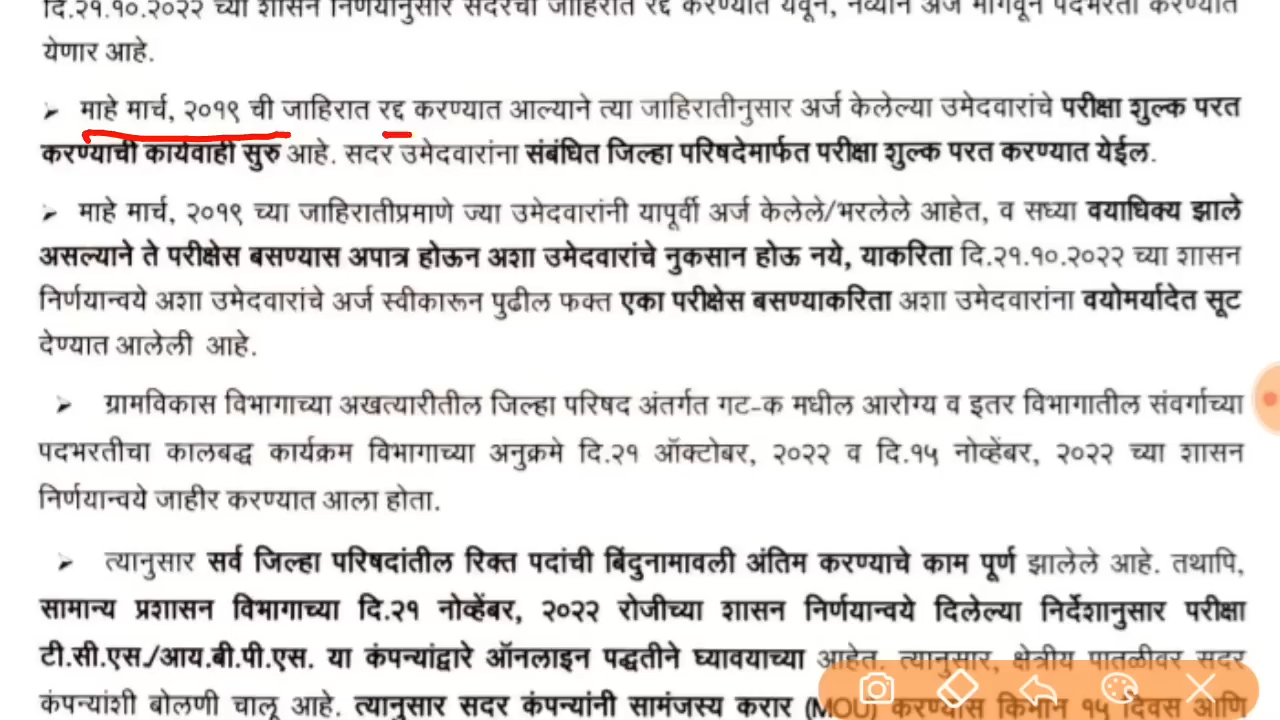 दि.२१.१०.२०२२ च्या शासन निर्णयानुसार सदरची जाहिरात रद्द करण्यात येवून, नव्याने अर्ज मागवून पदभरती करण्यात
येणार आहे.
➢ माहे मार्च, २०१९ ची जाहिरात रद्द करण्यात आल्याने त्या जाहिरातीनुसार अर्ज केलेल्या उमेदवारांचे परीक्षा शुल्क परत
करण्याची कार्यवाही सुरु आहे. सदर उमेदवारांना संबंधित जिल्हा परिषदेमार्फत परीक्षा शुल्क परत करण्यात येईल.
➢ माहे मार्च, २०१९ च्या जाहिरातीप्रमाणे ज्या उमेदवारांनी यापूर्वी अर्ज केलेले/भरलेले आहेत, व सध्या वयाधिक्य झाले
असल्याने ते परीक्षेस बसण्यास अपात्र होऊन अशा उमेदवारांचे नुकसान होऊ नये, याकरिता दि.२१.१०.२०२२ च्या शासन
निर्णयान्वये अशा उमेदवारांचे अर्ज स्वीकारून पुढील फक्त एका परीक्षेस बसण्याकरिता अशा उमेदवारांना वयोमर्यादेत सूट
देण्यात आलेली आहे.
➢ ग्रामविकास विभागाच्या अखत्यारीतील जिल्हा परिषद अंतर्गत गट-क मधील आरोग्य व इतर विभागातील संवर्गाच्या
पदभरतीचा कालबद्ध कार्यक्रम विभागाच्या अनुक्रमे दि.२१ ऑक्टोबर, २०२२ व दि.१५ नोव्हेंबर, २०२२ च्या शासन
निर्णयान्वये जाहीर करण्यात आला होता.
➢ त्यानुसार सर्व जिल्हा परिषदांतील रिक्त पदांची बिंदुनामावली अंतिम करण्याचे काम पूर्ण झालेले आहे. तथापि,
सामान्य प्रशासन विभागाच्या दि.२१ नोव्हेंबर, २०२२ रोजीच्या शासन निर्णयान्वये दिलेल्या निर्देशानुसार परीक्षा
टी.सी.एस./आय.बी.पी.एस. या कंपन्यांद्वारे ऑनलाइन पद्धतीने घ्यावयाच्या आहेत. त्यानुसार, क्षेत्रीय पातळीवर सदर
कंपन्यांशी बोलणी चालू आहे. त्यानुसार सदर कंपन्यांनी सामंजस्य करार (MOU) करण्यास किमान १५ दिवस आणि